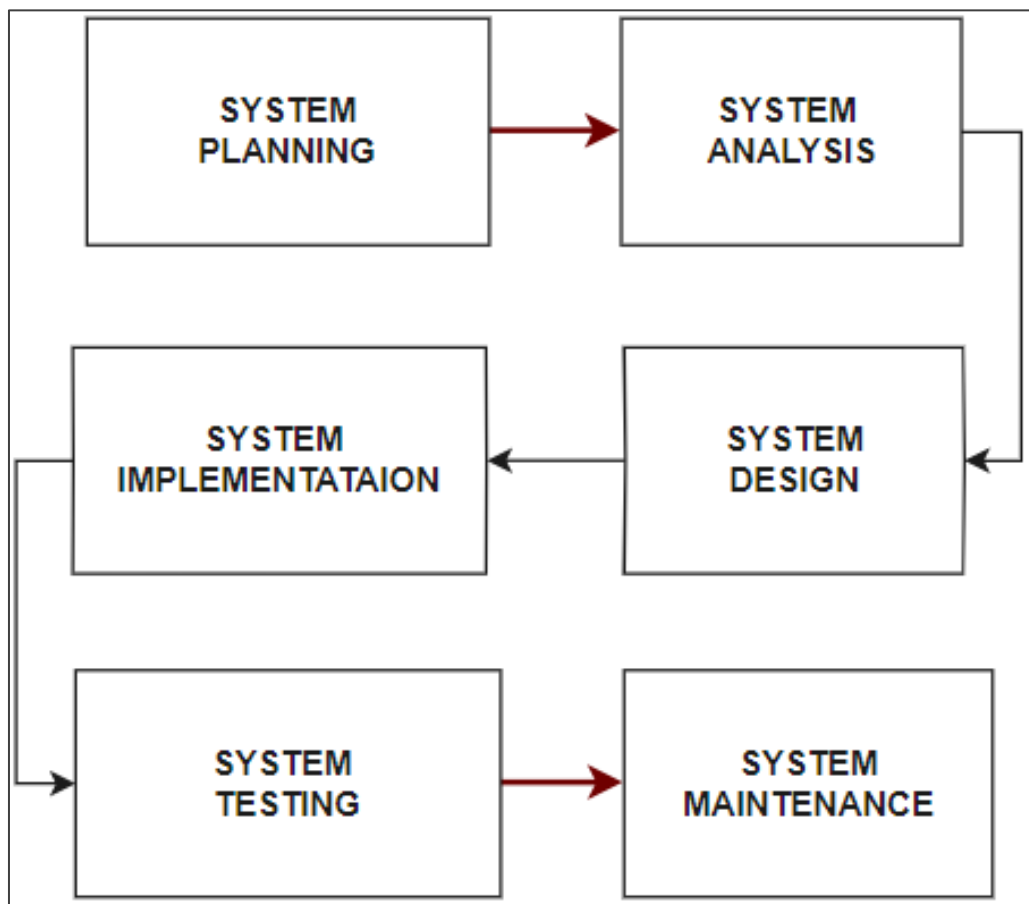 SYSTEM
PLANNING
SYSTEM
ANALYSIS
SYSTEM
DESIGN
SYSTEM
IMPLEMENTATAION
SYSTEM
TESTING
SYSTEM
MAINTENANCE